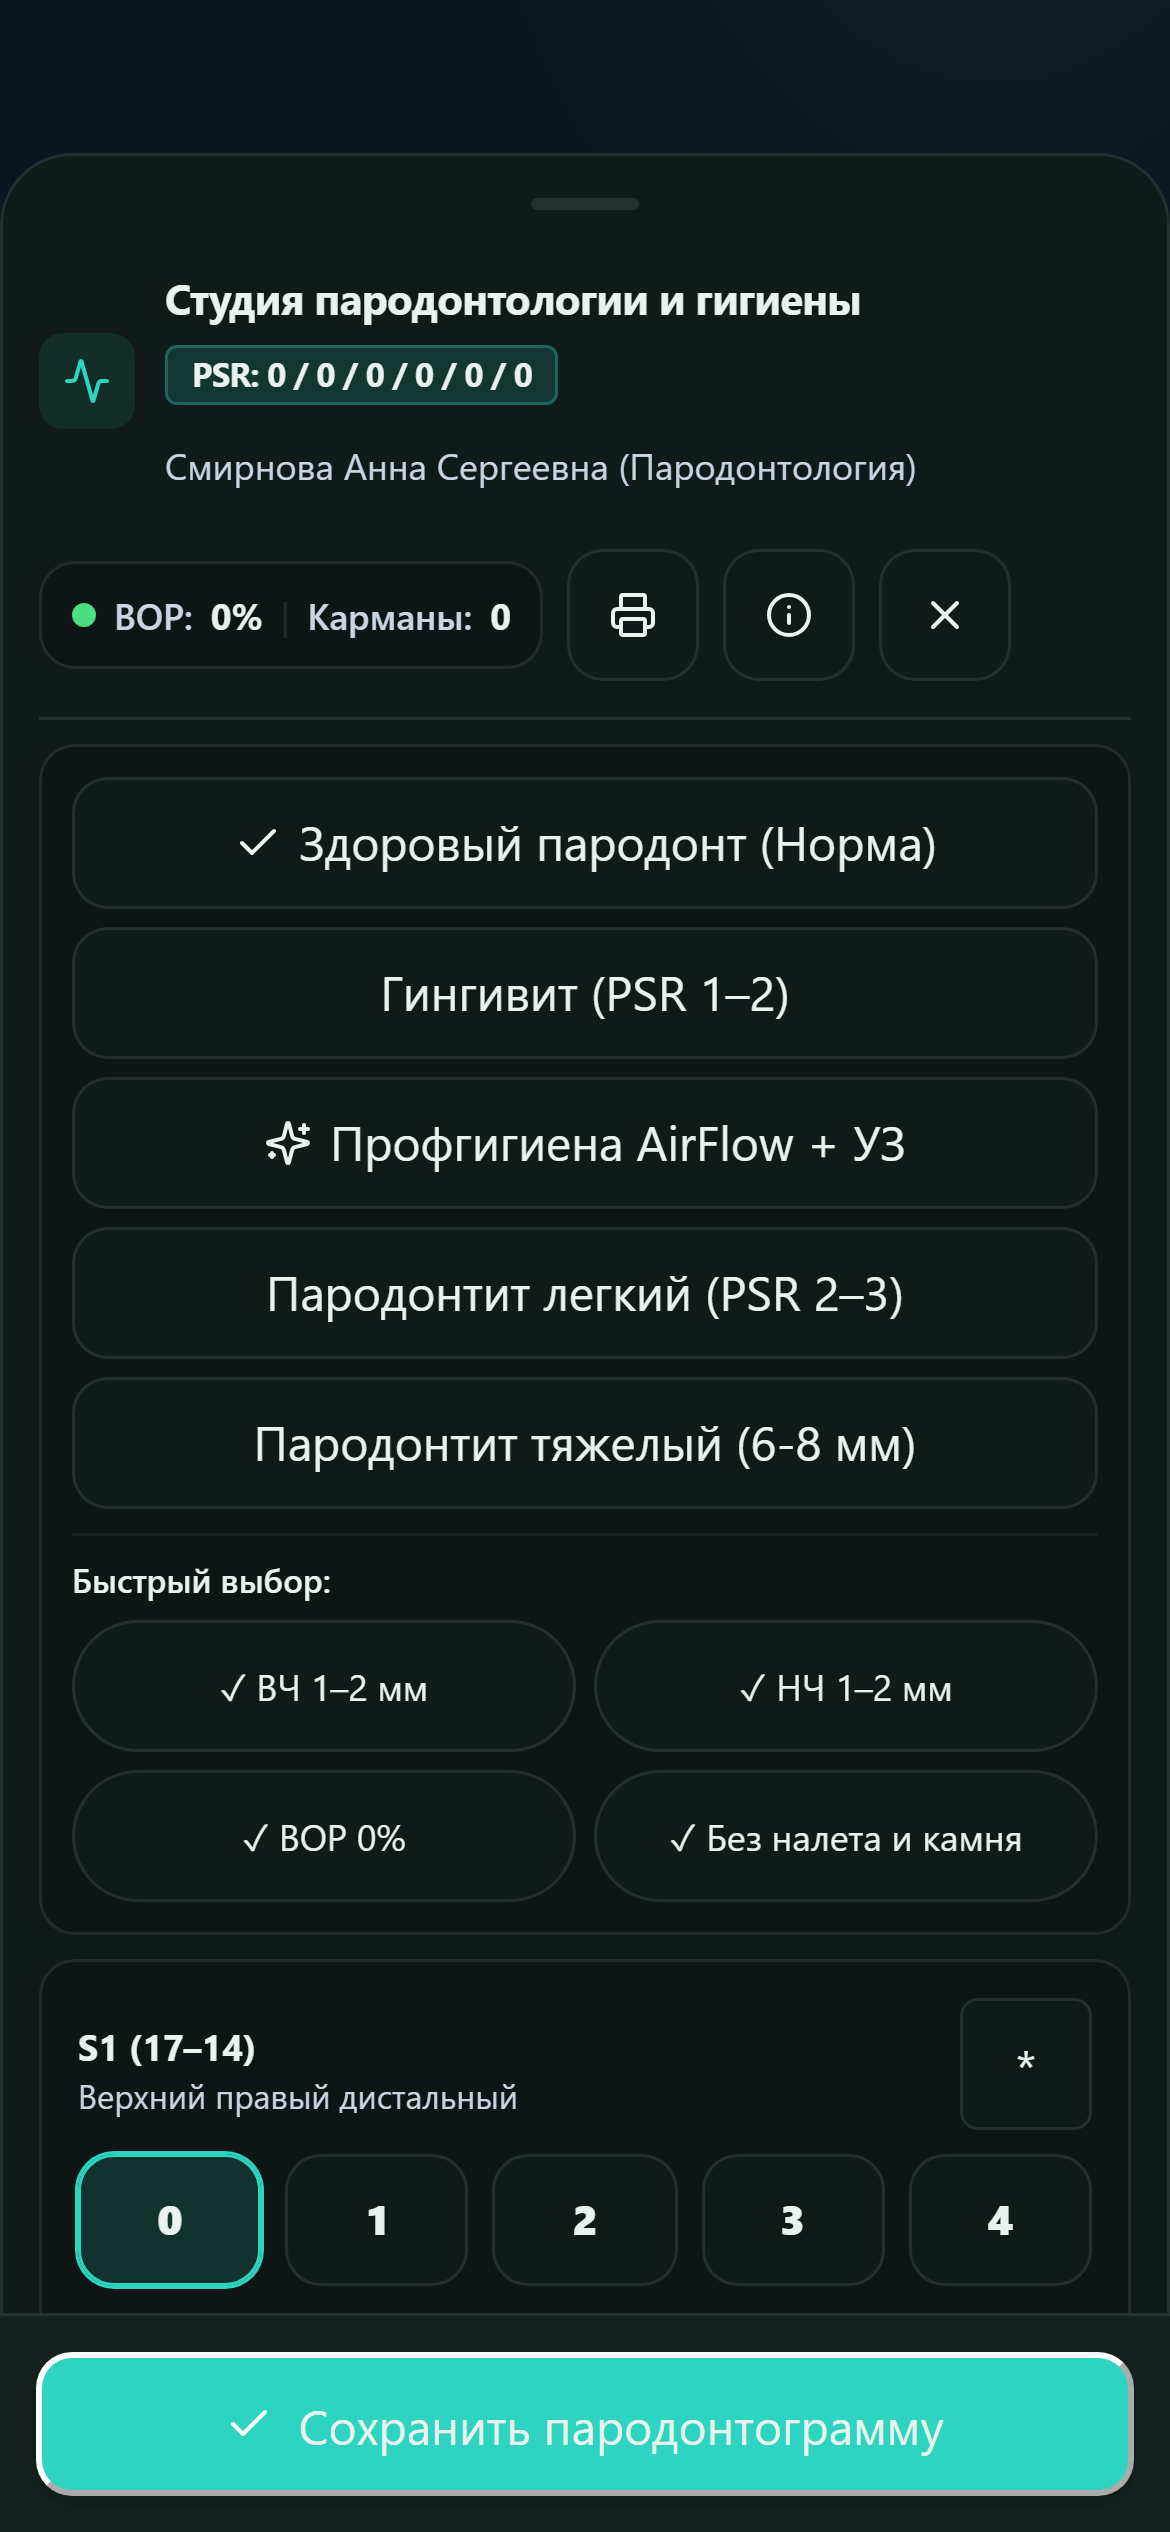 Студия пародонтологии и гигиены
PSR: 0 / 0 / 0 / 0 / 0 / 0
Смирнова Анна Сергеевна (Пародонтология)
BOP: 0% | Карманы: 0
Здоровый пародонт (Норма)
Гингивит (PSR 1–2)
Профгигиена AirFlow + УЗ
Пародонтит легкий (PSR 2–3)
Пародонтит тяжелый (6-8 мм)
Быстрый выбор:
✓ ВЧ 1–2 мм
✓ НЧ 1–2 мм
✓ BOP 0%
✓ Без налета и камня
S1 (17–14)
*
Верхний правый дистальный
0 1 2 3 4
Сохранить пародонтограмму